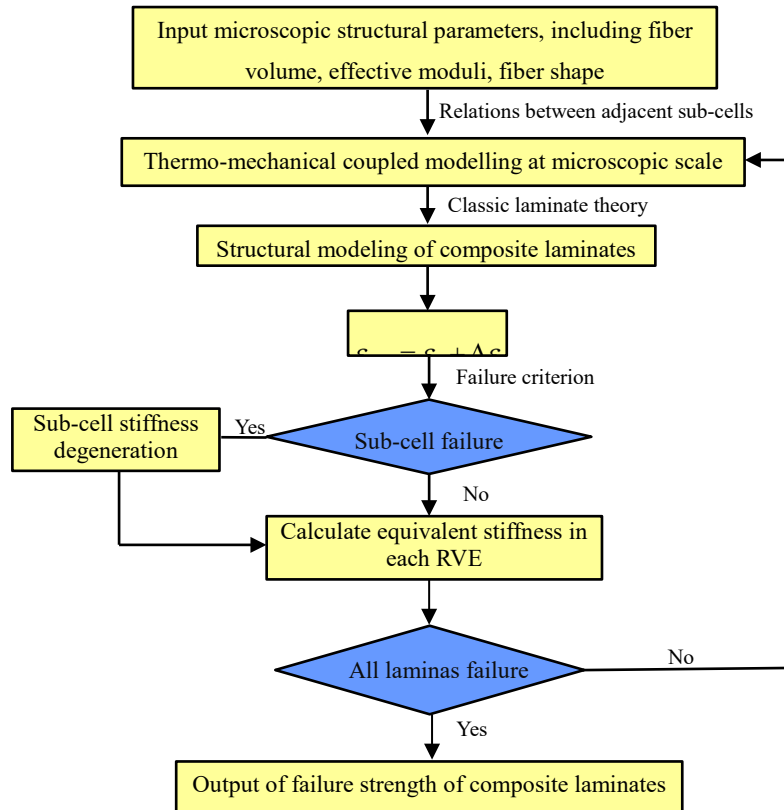 Input microscopic structural parameters, including fiber
volume, effective moduli, fiber shape
Relations between adjacent sub-cells
Thermo-mechanical coupled modelling at microscopic scale
Classic laminate theory
Structural modeling of composite laminates
Failure criterion
Sub-cell stiffness
degeneration
Yes
Sub-cell failure
No
Calculate equivalent stiffness in
each RVE
All laminas failure
No
Yes
Output of failure strength of composite laminates